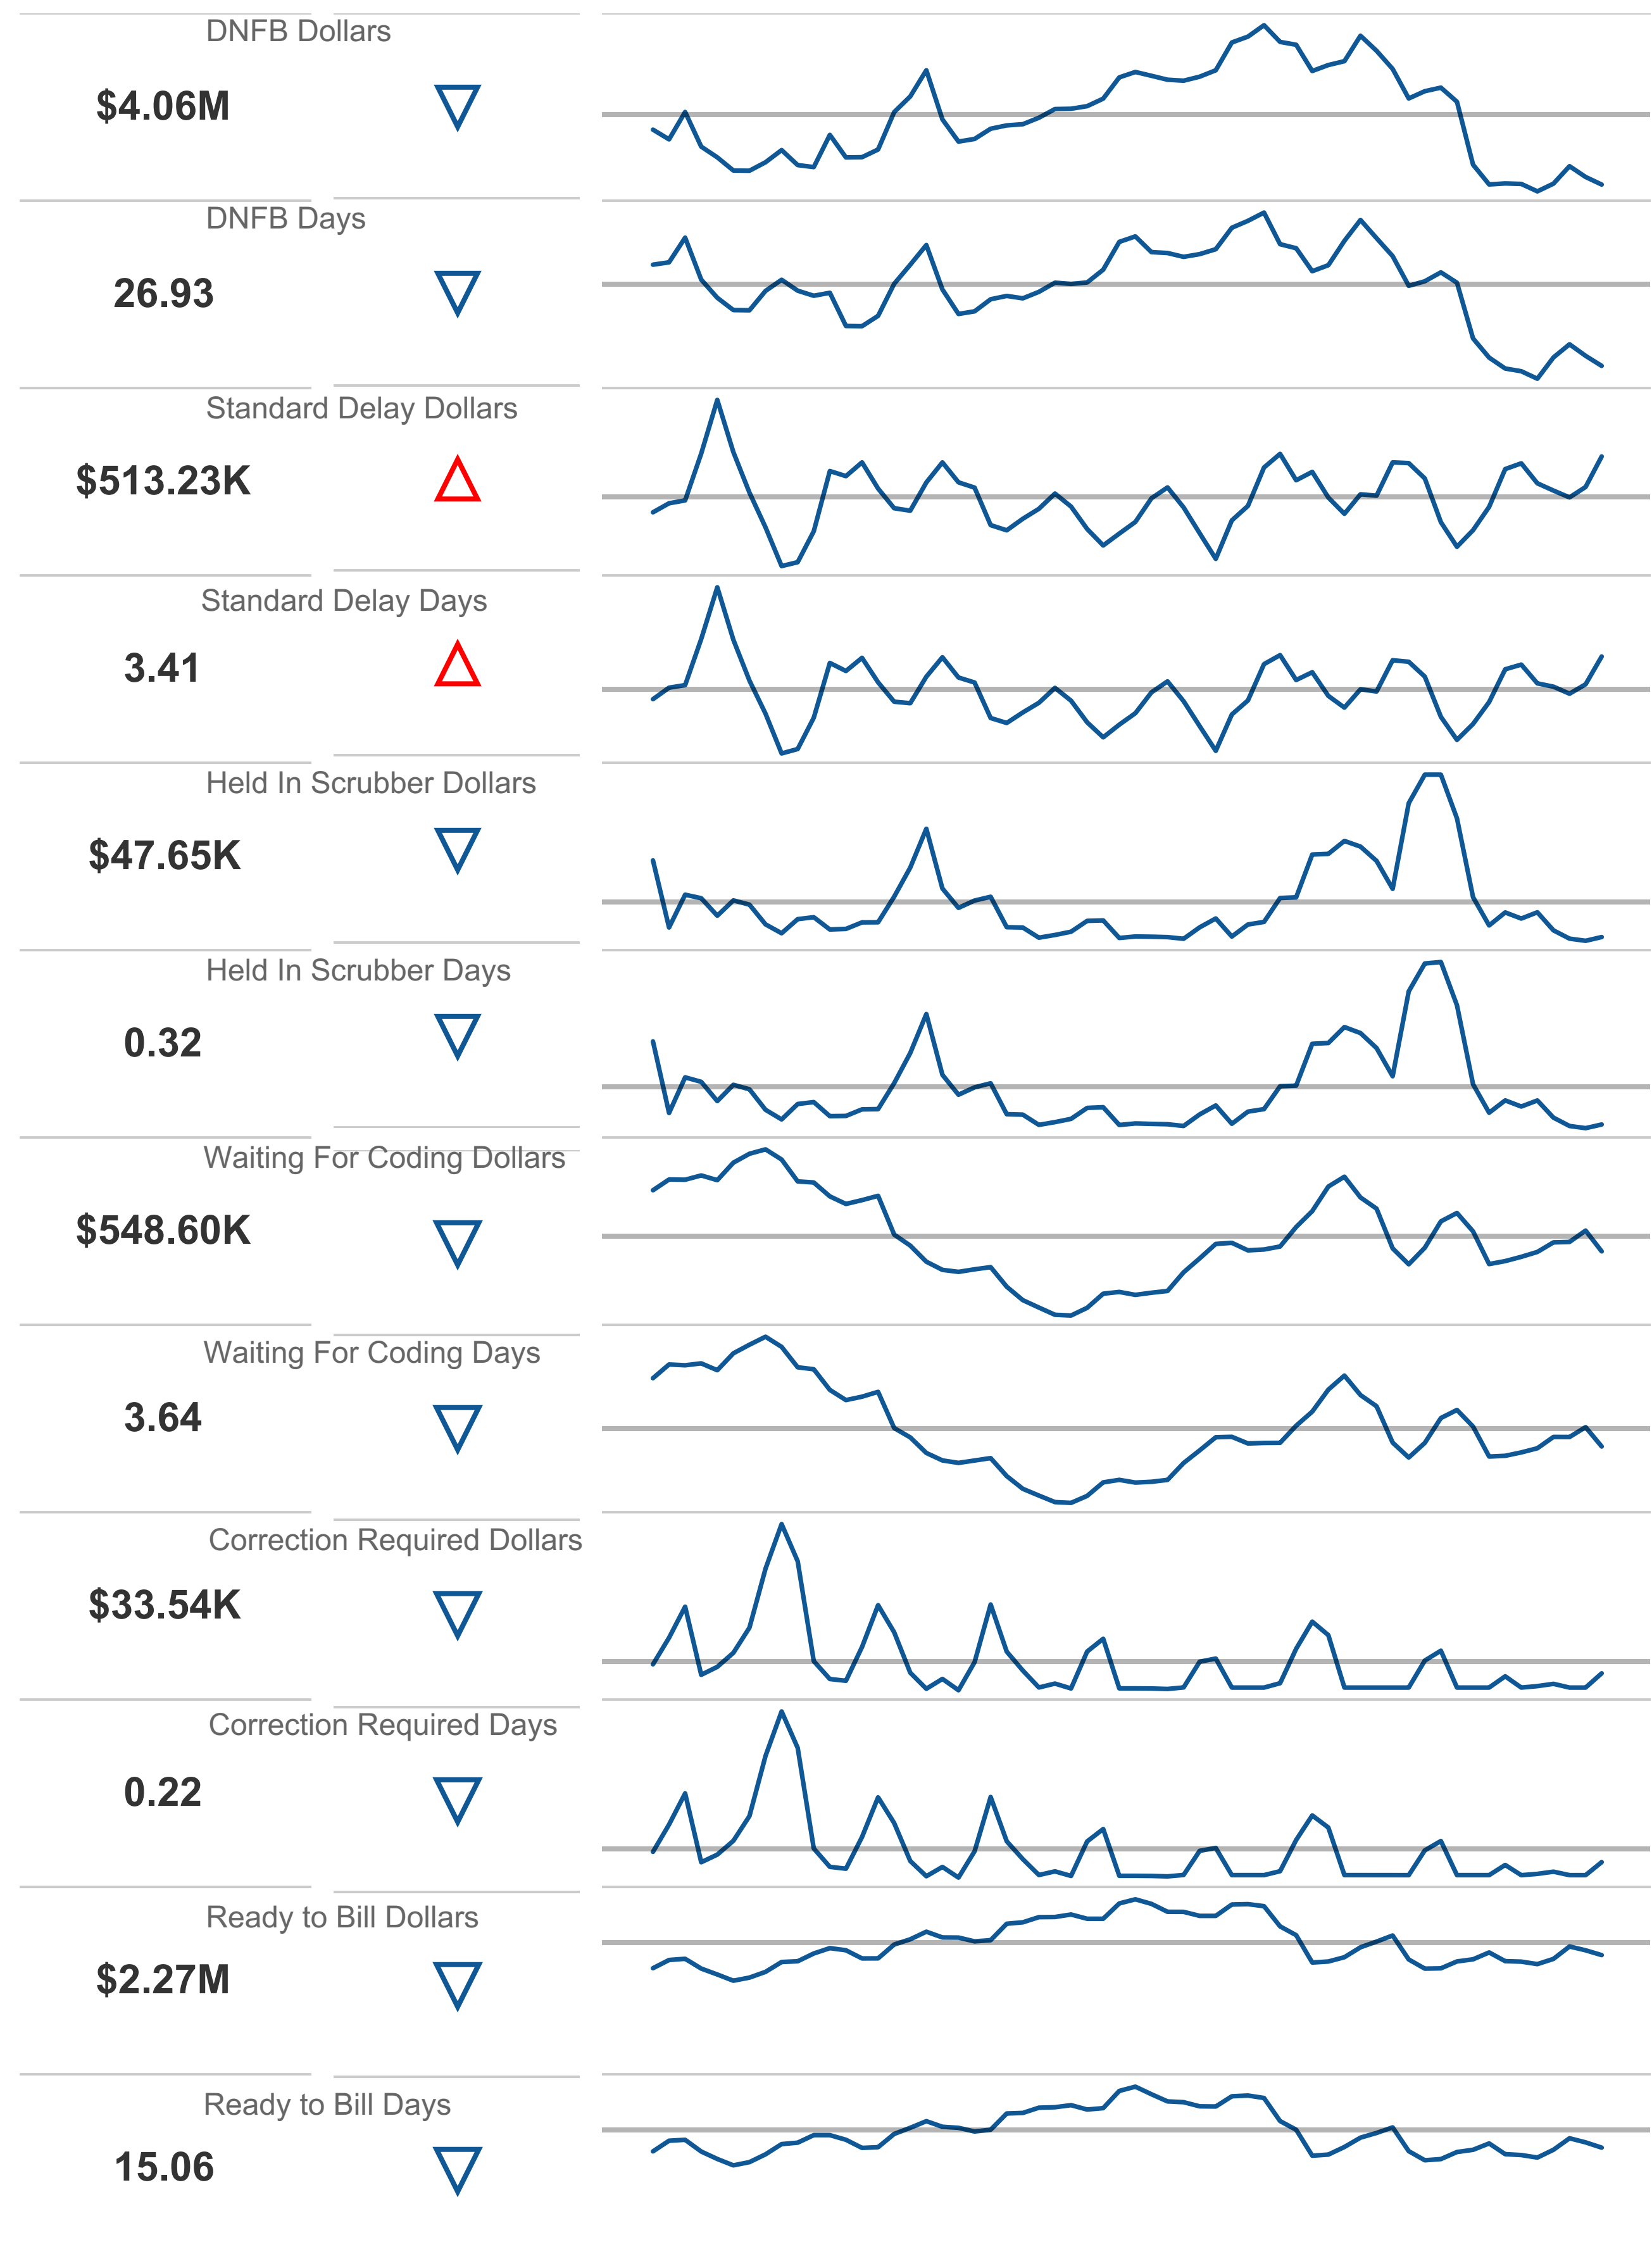 DNFB Dollars
$4.06M
DNFB Days
26.93
Standard Delay Dollars
$513.23K
Standard Delay Days
3.41
Held In Scrubber Dollars
$47.65K
Held In Scrubber Days
0.32
Waiting For Coding Dollars
$548.60K
Waiting For Coding Days
3.64
Correction Required Dollars
$33.54K
Correction Required Days
0.22
Ready to Bill Dollars
$2.27M
Ready to Bill Days
15.06